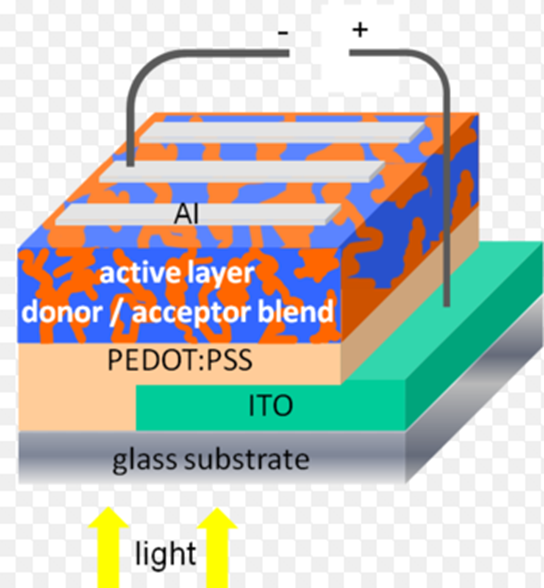 - +
Al
active layer
donor / acceptor blend
PEDOT:PSS
ITO
glass substrate
light